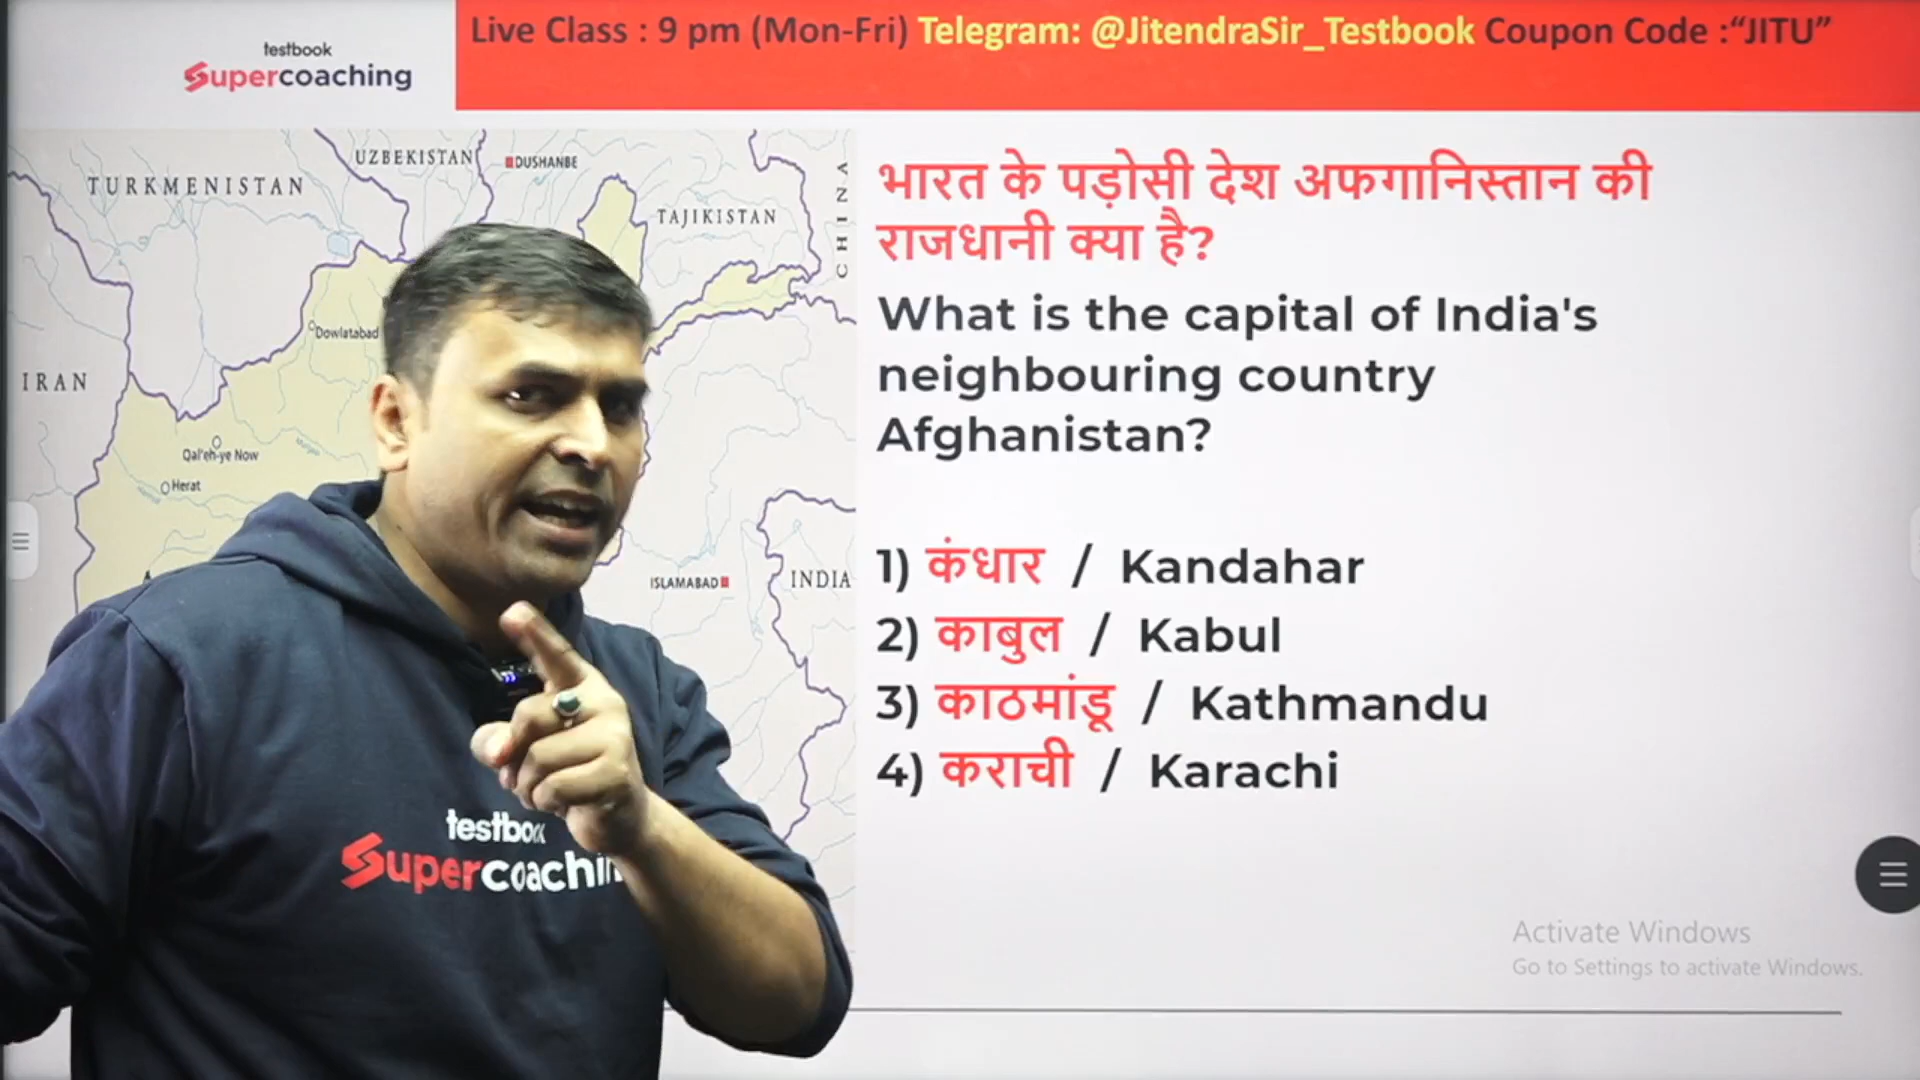 Live Class : 9 pm (Mon-Fri) Telegram: @JitendraSir_Testbook Coupon Code :“JITU”
testbook
Supercoaching
UZBEKISTAN
DUSHANBE
TURKMENISTAN
TAJIKISTAN
CHINA
Dowlatabad
IRAN
Qal'eh-ye Now
Herat
ISLAMABAD
INDIA
भारत के पड़ोसी देश अफगानिस्तान की
राजधानी क्या है?
What is the capital of India's
neighbouring country
Afghanistan?
1) कंधार / Kandahar
2) काबुल / Kabul
3) काठमांडू / Kathmandu
4) कराची / Karachi
testbook
Supercoachin
Activate Windows
Go to Settings to activate Windows.